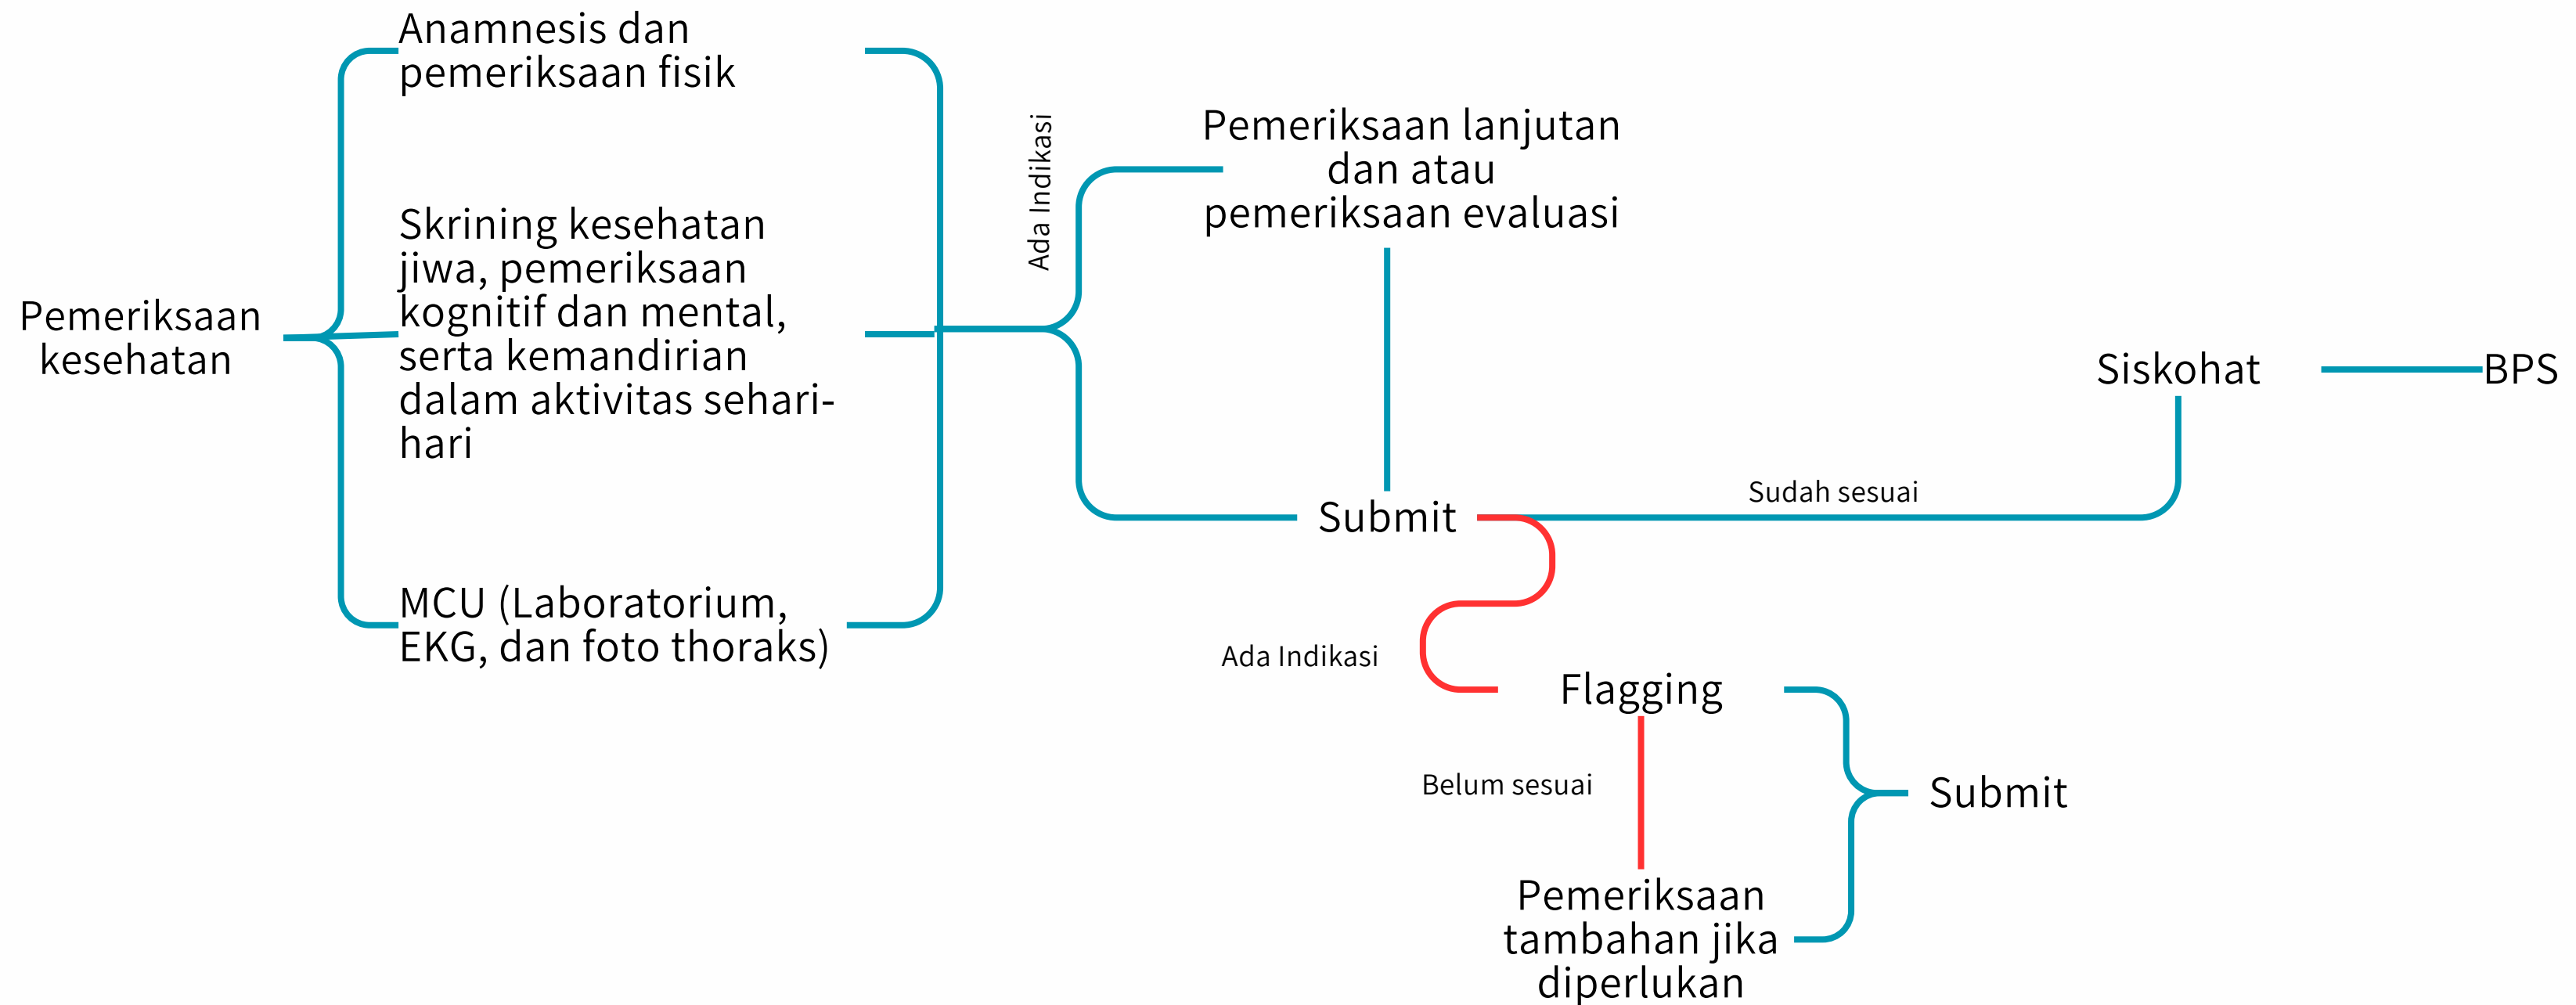 Pemeriksaan
kesehatan
Anamnesis dan
pemeriksaan fisik
Skrining kesehatan
jiwa, pemeriksaan
kognitif dan mental,
serta kemandirian
dalam aktivitas sehari-
hari
MCU (Laboratorium,
EKG, dan foto thoraks)
Ada Indikasi
Pemeriksaan lanjutan
dan atau
pemeriksaan evaluasi
Submit
Sudah sesuai
Siskohat
BPS
Ada Indikasi
Flagging
Belum sesuai
Submit
Pemeriksaan
tambahan jika
diperlukan